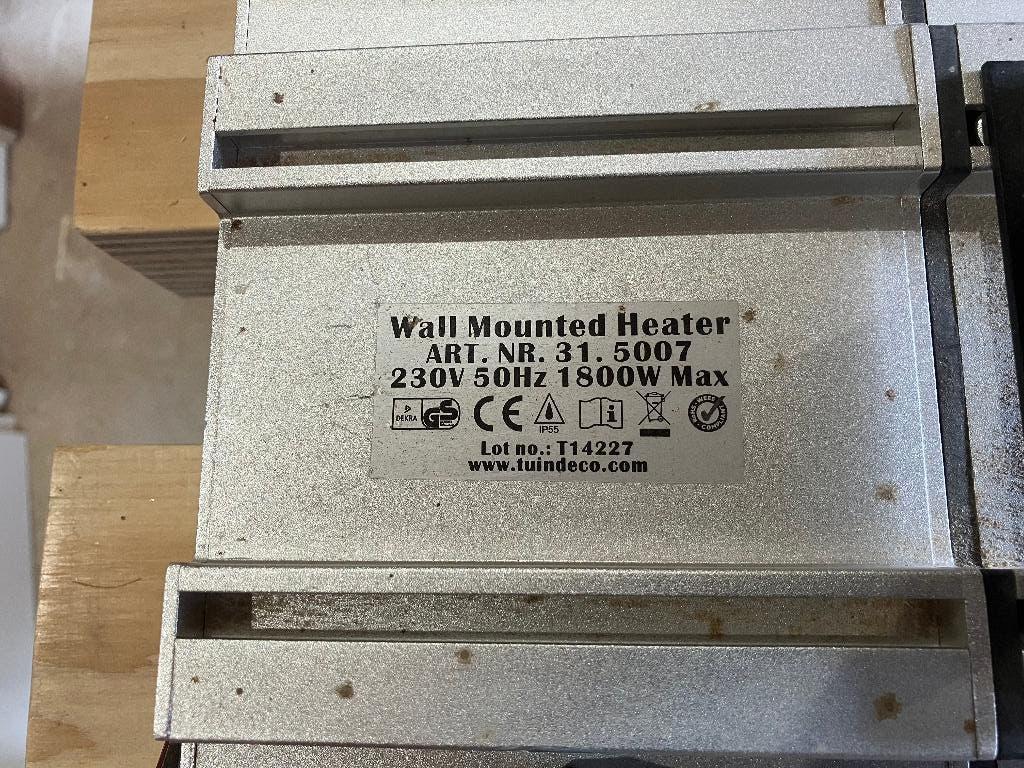 Wall Mounted Heater
ART. NR. 31. 5007
230V 50Hz 1800W Max
DEKRA GS CE IP55 i
Lot no.: T14227
www.tuindeco.com